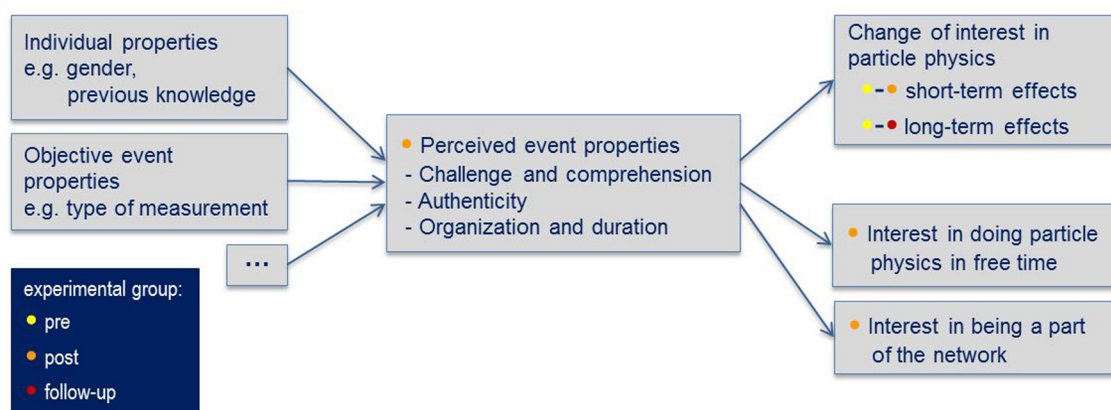 Individual properties
e.g. gender,
previous knowledge
Objective event
properties
e.g. type of measurement
...
experimental group:
pre
post
follow-up
Perceived event properties
- Challenge and comprehension
- Authenticity
- Organization and duration
Change of interest in
particle physics
- short-term effects
- long-term effects
Interest in doing particle
physics in free time
Interest in being a part
of the network